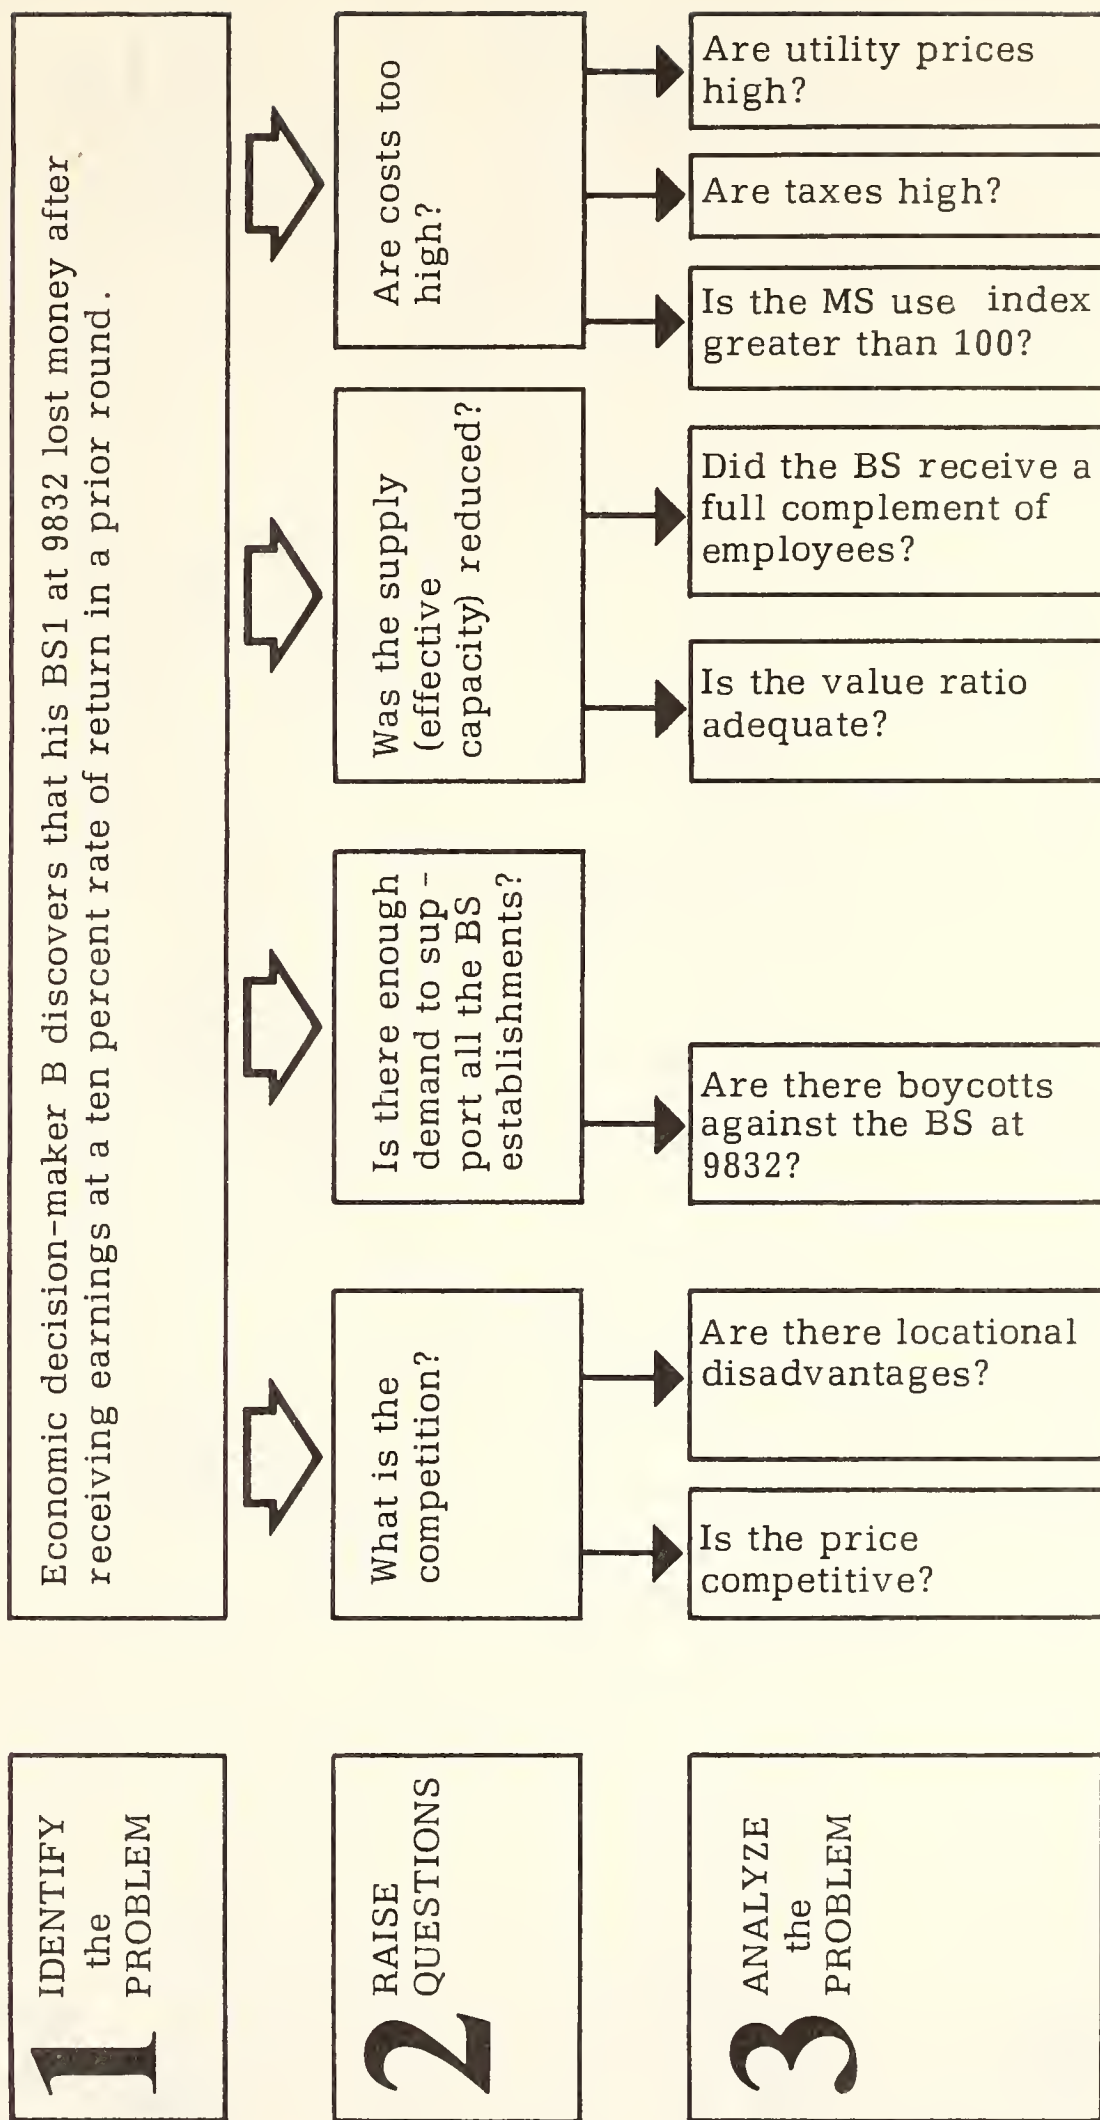 1
IDENTIFY
the
PROBLEM
Economic decision-maker B discovers that his BS1 at 9832 lost money after
receiving earnings at a ten percent rate of return in a prior round.
2
RAISE
QUESTIONS
What is the
competition?
Is there enough
demand to sup-
port all the BS
establishments?
Was the supply
(effective
capacity) reduced?
Are costs too
high?
3
ANALYZE
the
PROBLEM
Is the price
competitive?
Are there locational
disadvantages?
Are there boycotts
against the BS at
9832?
Is the value ratio
adequate?
Did the BS receive a
full complement of
employees?
Is the MS use index
greater than 100?
Are taxes high?
Are utility prices
high?